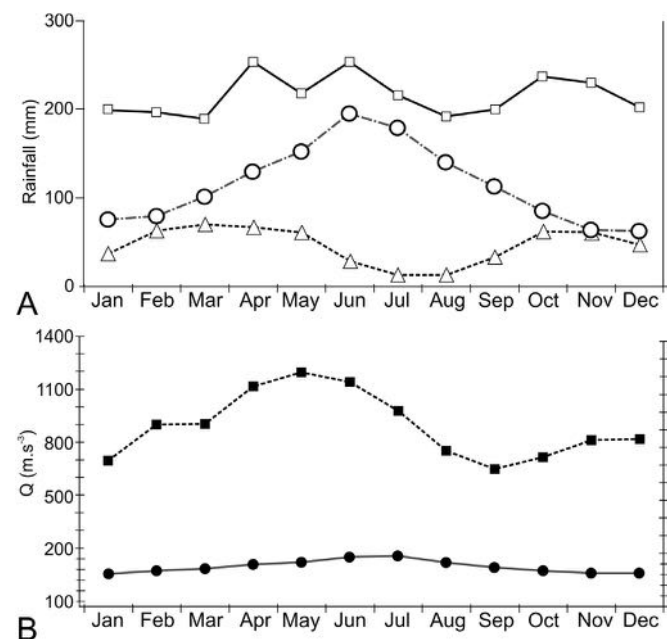 300
200
100
0
Rainfall (mm)
A
Jan Feb Mar Apr May Jun Jul Aug Sep Oct Nov Dec
1400
1100
800
500
200
100
Q (m.s⁻³)
B
Jan Feb Mar Apr May Jun Jul Aug Sep Oct Nov Dec